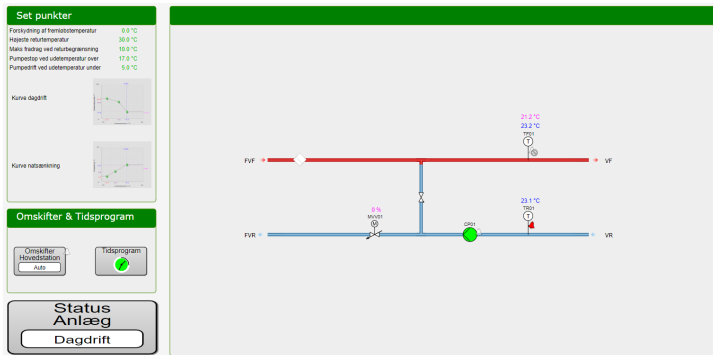 Set punkter
Forskydning af fremløbstemperatur 0.0 °C
Højeste returtemperatur 30.0 °C
Maks fradrag ved returbegrænsning 10.0 °C
Pumpestop ved udetemperatur over 17.0 °C
Pumpedrift ved udetemperatur under 5.0 °C
Kurve dagdrift
Kurve natsænkning
Omskifter & Tidsprogram
Omskifter
Hovedstation
Auto
Tidsprogram
Status
Anlæg
Dagdrift
21.2 °C
23.2 °C
TF01
T
FVF
VF
0 %
MVV01
M
CP01
23.1 °C
TR01
T
FVR
VR